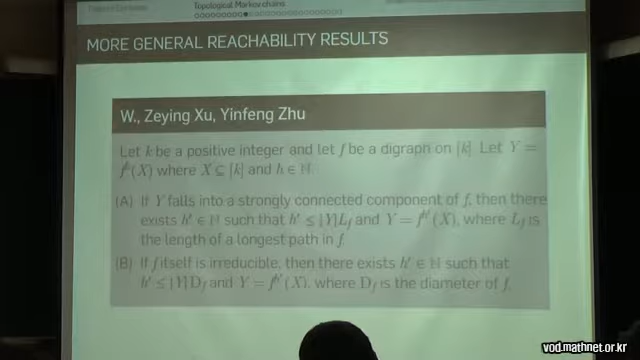 Topological Markov chains
MORE GENERAL REACHABILITY RESULTS
W., Zeying Xu, Yinfeng Zhu
Let k be a positive integer and let f be a digraph on [k]. Let Y =
f^h(X) where X ⊆ [k] and h ∈ ℕ.
(A) If Y falls into a strongly connected component of f, then there
exists h′ ∈ ℕ such that h′ ≤ |Y|L_f and Y = f^h′(X), where L_f is
the length of a longest path in f.
(B) If f itself is irreducible, then there exists h′ ∈ ℕ such that
h′ ≤ |Y|D_f and Y = f^h′(X), where D_f is the diameter of f.
vod.mathnet.or.kr